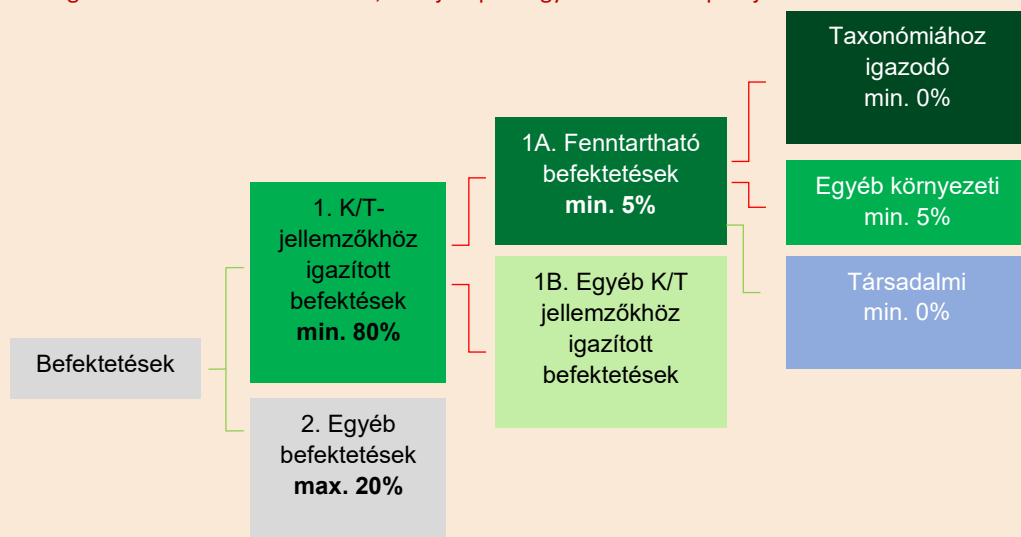 Befektetések
1. K/T-
jellemzőkhöz
igazított
befektések
min. 80%
2. Egyéb
befektetések
max. 20%
1A. Fenntartható
befektetések
min. 5%
1B. Egyéb K/T
jellemzőkhöz
igazított
befektetések
Taxonómiához
igazodó
min. 0%
Egyéb környezeti
min. 5%
Társadalmi
min. 0%